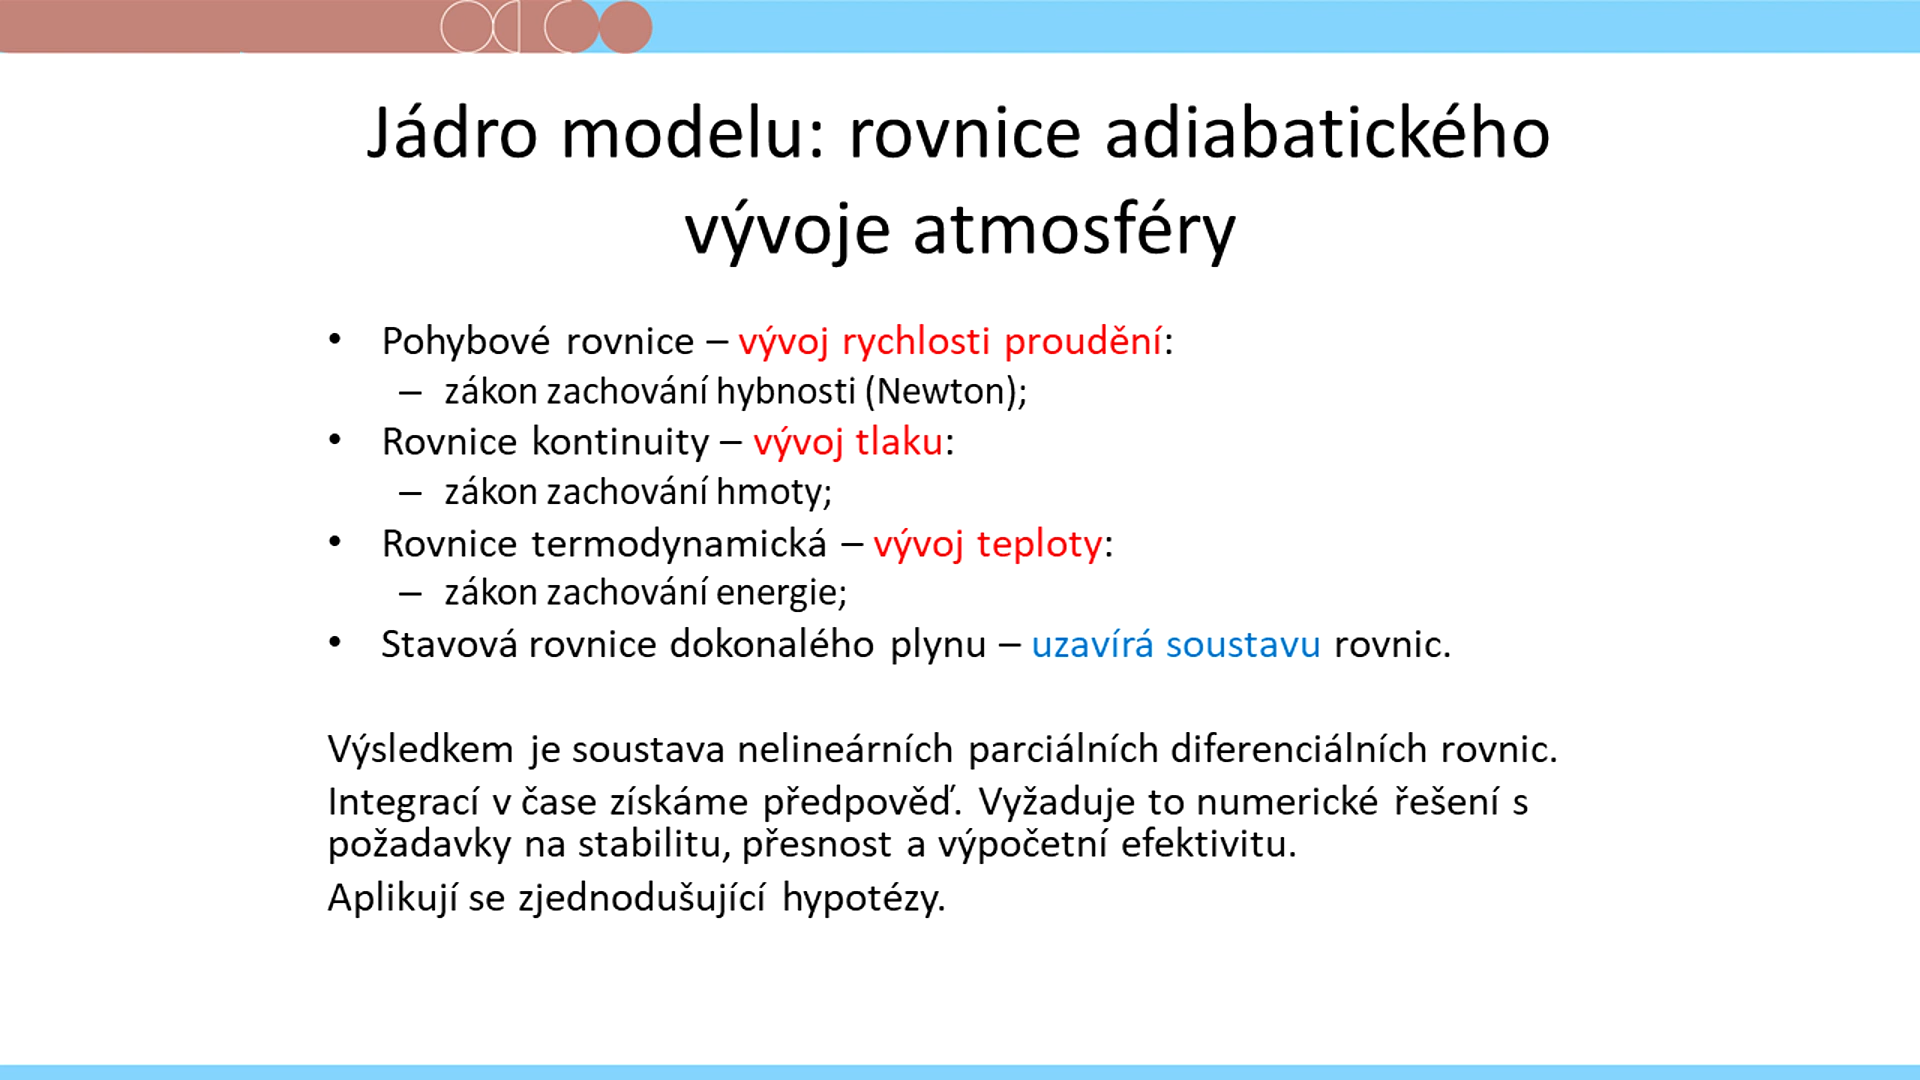 Jádro modelu: rovnice adiabatického
vývoje atmosféry
• Pohybové rovnice – vývoj rychlosti proudění:
– zákon zachování hybnosti (Newton);
• Rovnice kontinuity – vývoj tlaku:
– zákon zachování hmoty;
• Rovnice termodynamická – vývoj teploty:
– zákon zachování energie;
• Stavová rovnice dokonalého plynu – uzavírá soustavu rovnic.
Výsledkem je soustava nelineárních parciálních diferenciálních rovnic.
Integrací v čase získáme předpověď. Vyžaduje to numerické řešení s
požadavky na stabilitu, přesnost a výpočetní efektivitu.
Aplikují se zjednodušující hypotézy.